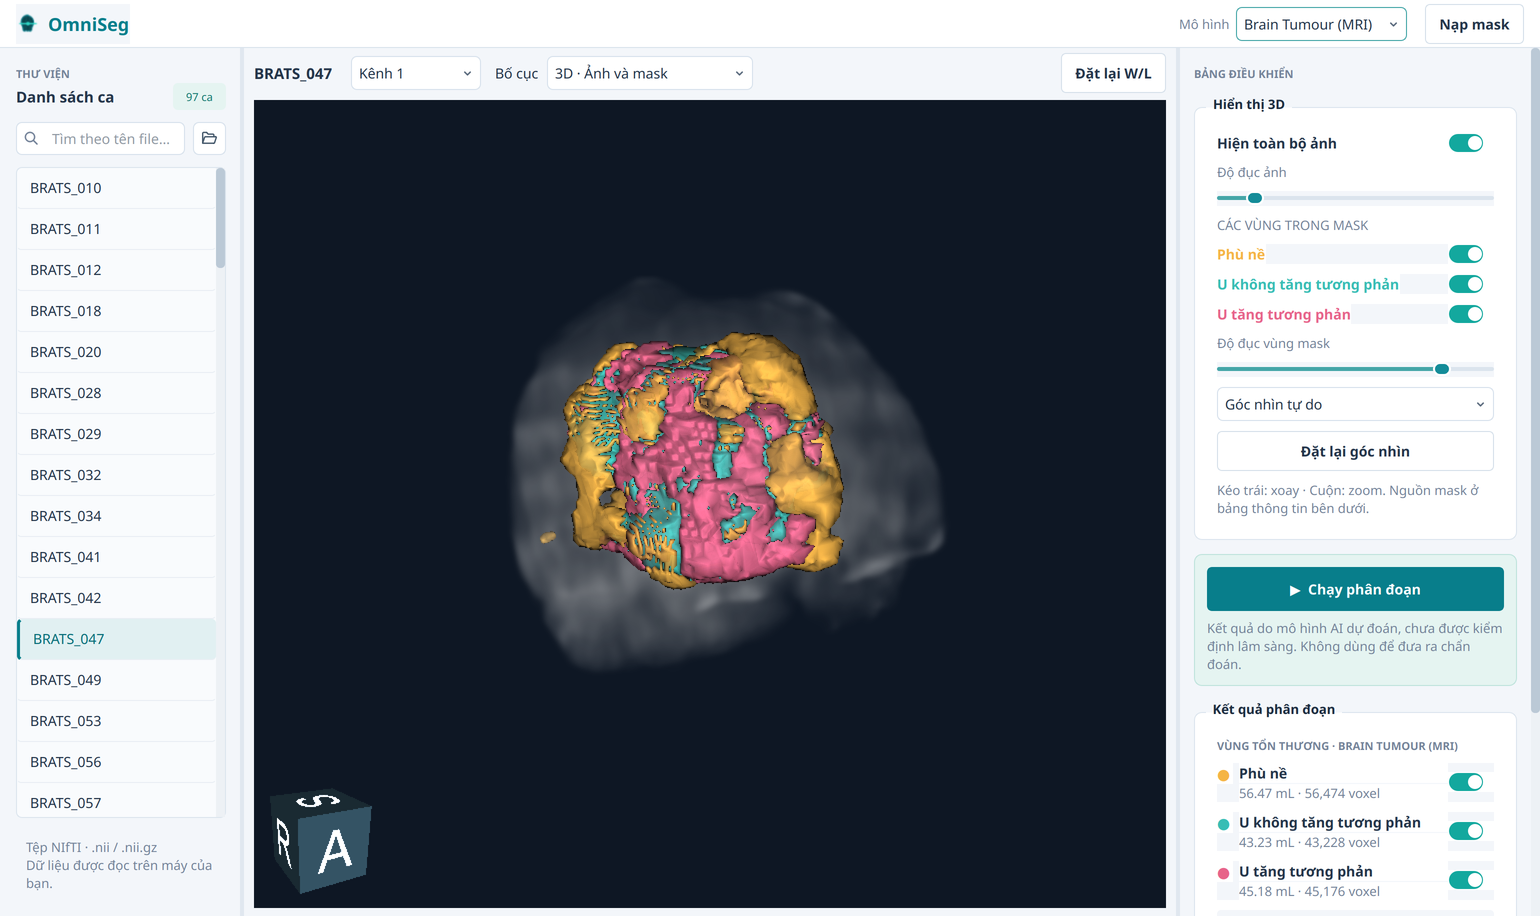 OmniSeg
Mô hình
Brain Tumour (MRI)
Nạp mask
THƯ VIỆN
Danh sách ca
97 ca
Tìm theo tên file...
BRATS_010
BRATS_011
BRATS_012
BRATS_018
BRATS_020
BRATS_028
BRATS_029
BRATS_032
BRATS_034
BRATS_041
BRATS_042
BRATS_047
BRATS_049
BRATS_053
BRATS_056
BRATS_057
Tệp NIfTI · .nii / .nii.gz
Dữ liệu được đọc trên máy của
bạn.
BRATS_047
Kênh 1
Bố cục
3D · Ảnh và mask
Đặt lại W/L
S
R
A
BẢNG ĐIỀU KHIỂN
Hiển thị 3D
Hiện toàn bộ ảnh
Độ đục ảnh
CÁC VÙNG TRONG MASK
Phù nề
U không tăng tương phản
U tăng tương phản
Độ đục vùng mask
Góc nhìn tự do
Đặt lại góc nhìn
Kéo trái: xoay · Cuộn: zoom. Nguồn mask ở
bảng thông tin bên dưới.
▶ Chạy phân đoạn
Kết quả do mô hình AI dự đoán, chưa được kiểm
định lâm sàng. Không dùng để đưa ra chẩn
đoán.
Kết quả phân đoạn
VÙNG TỔN THƯƠNG · BRAIN TUMOUR (MRI)
Phù nề
56.47 mL · 56,474 voxel
U không tăng tương phản
43.23 mL · 43,228 voxel
U tăng tương phản
45.18 mL · 45,176 voxel